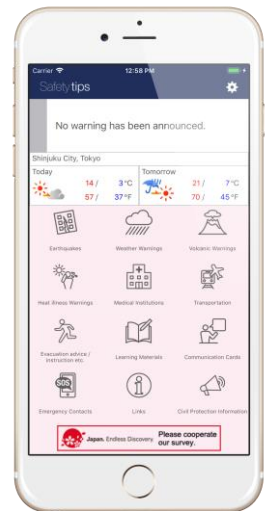 Carrier 12:58 PM
Safety tips
No warning has been announced.
Shinjuku City, Tokyo
Today
14 / 3 °C
57 / 37 °F
Tomorrow
21 / 7 °C
70 / 45 °F
Earthquakes
Weather Warnings
Volcanic Warnings
Heat Illness Warnings
Medical Institutions
Transportation
Evacuation advice /
instruction etc
Learning Materials
Communication Cards
SOS
Emergency Contacts
Links
Civil Protection Information
Japan. Endless Discovery.
Please cooperate
our survey.